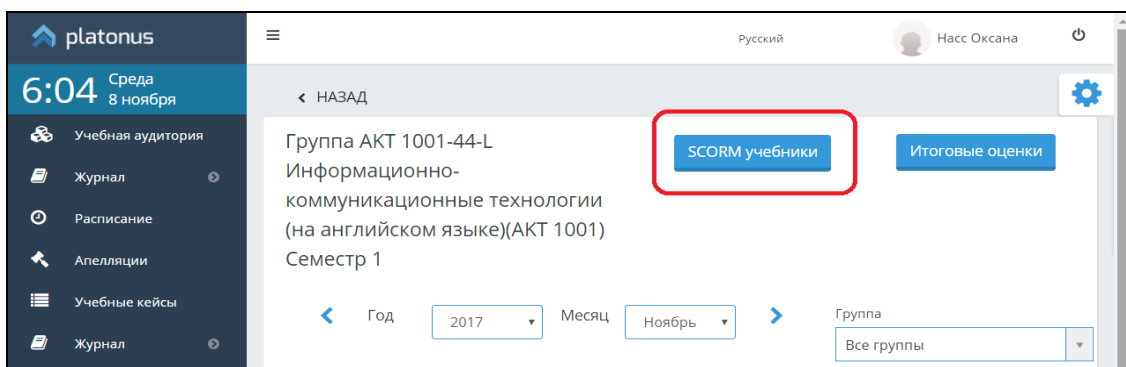 platonus
Русский
Насс Оксана
6:04
Среда
8 ноября
НАЗАД
Учебная аудитория
Журнал
Расписание
Апелляции
Учебные кейсы
Журнал
Группа АКТ 1001-44-L
Информационно-
коммуникационные технологии
(на английском языке)(АКТ 1001)
Семестр 1
SCORM учебники
Итоговые оценки
Год
2017
Месяц
Ноябрь
Группа
Все группы